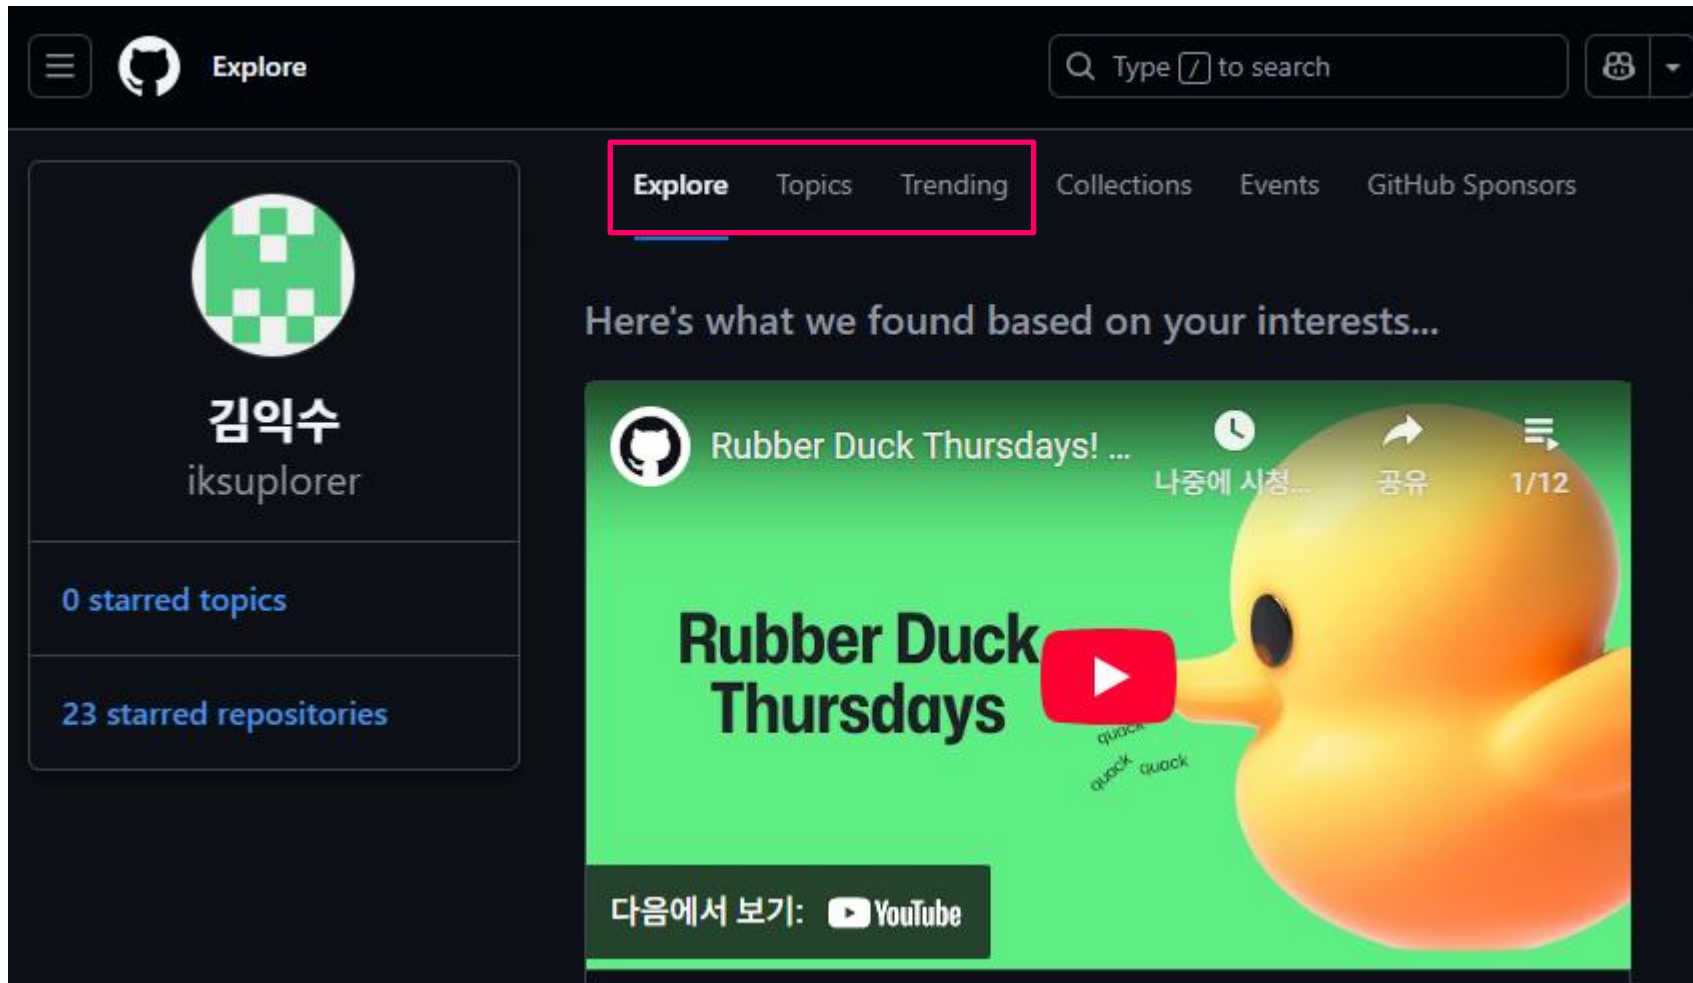 Explore
Type / to search
Explore Topics Trending Collections Events GitHub Sponsors
김익수
iksuplorer
0 starred topics
23 starred repositories
Here's what we found based on your interests...
Rubber Duck Thursdays! ...
나중에 시청...
공유
1/12
Rubber Duck
Thursdays
quack
quack quack
다음에서 보기: YouTube